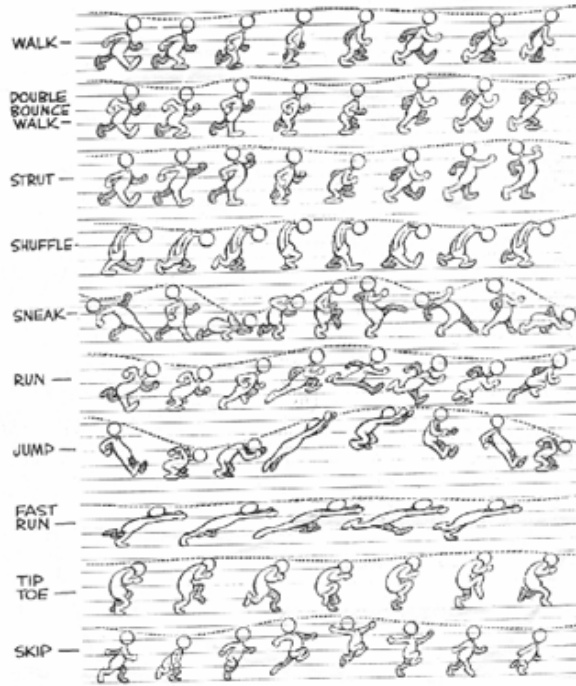 WALK
DOUBLE
BOUNCE
WALK
STRUT
SHUFFLE
SNEAK
RUN
JUMP
FAST
RUN
TIP
TOE
SKIP